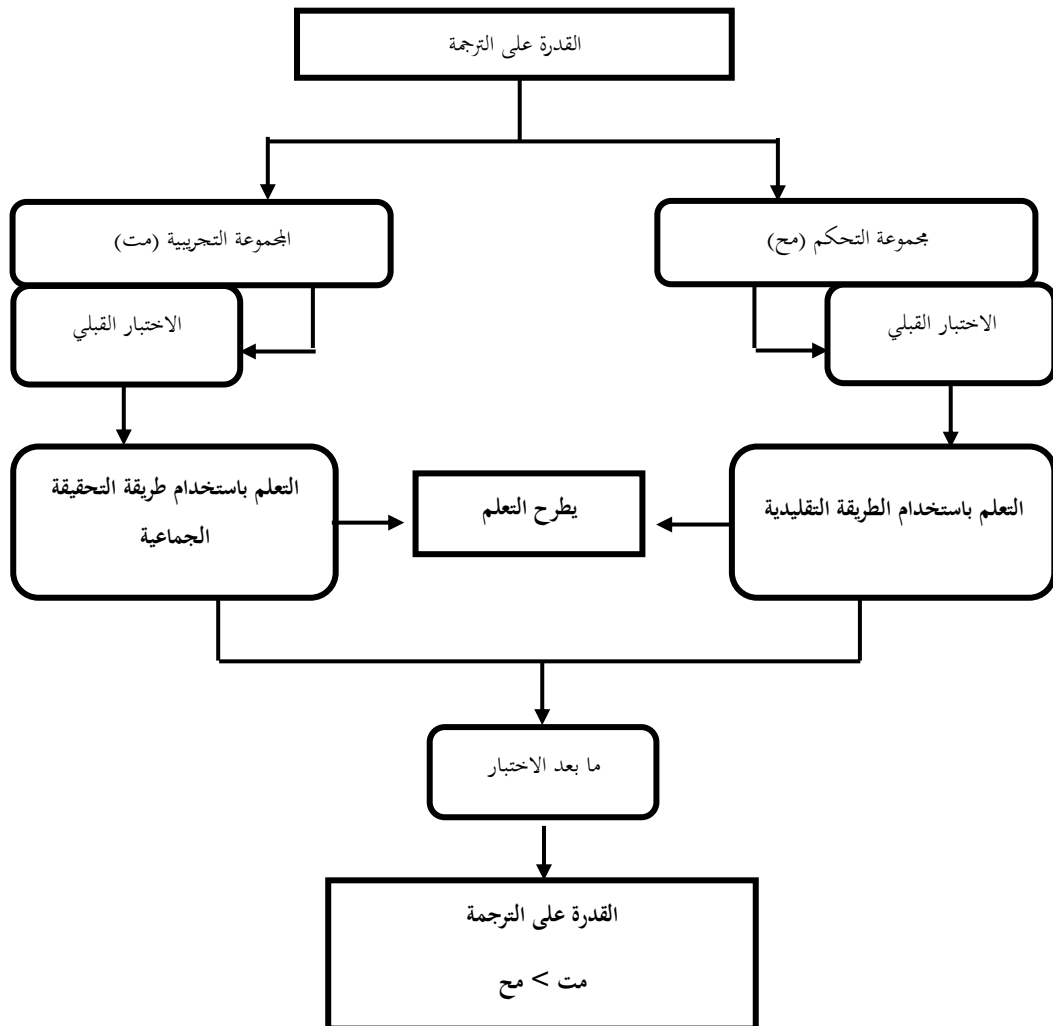 القدرة على الترجمة
مجموعة التحكم (مح)
المجموعة التجريبية (مت)
الاختبار القبلي
الاختبار القبلي
التعلم باستخدام الطريقة التقليدية
يطرح التعلم
التعلم باستخدام طريقة التحقيقة
الجماعية
ما بعد الاختبار
القدرة على الترجمة
مت > مح